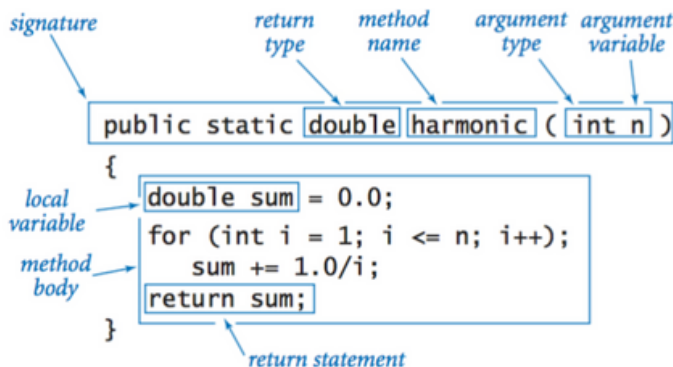 signature
return type
method name
argument type
argument variable
public static double harmonic ( int n )
{
local variable
double sum = 0.0;
for (int i = 1; i <= n; i++);
method body
sum += 1.0/i;
return sum;
}
return statement